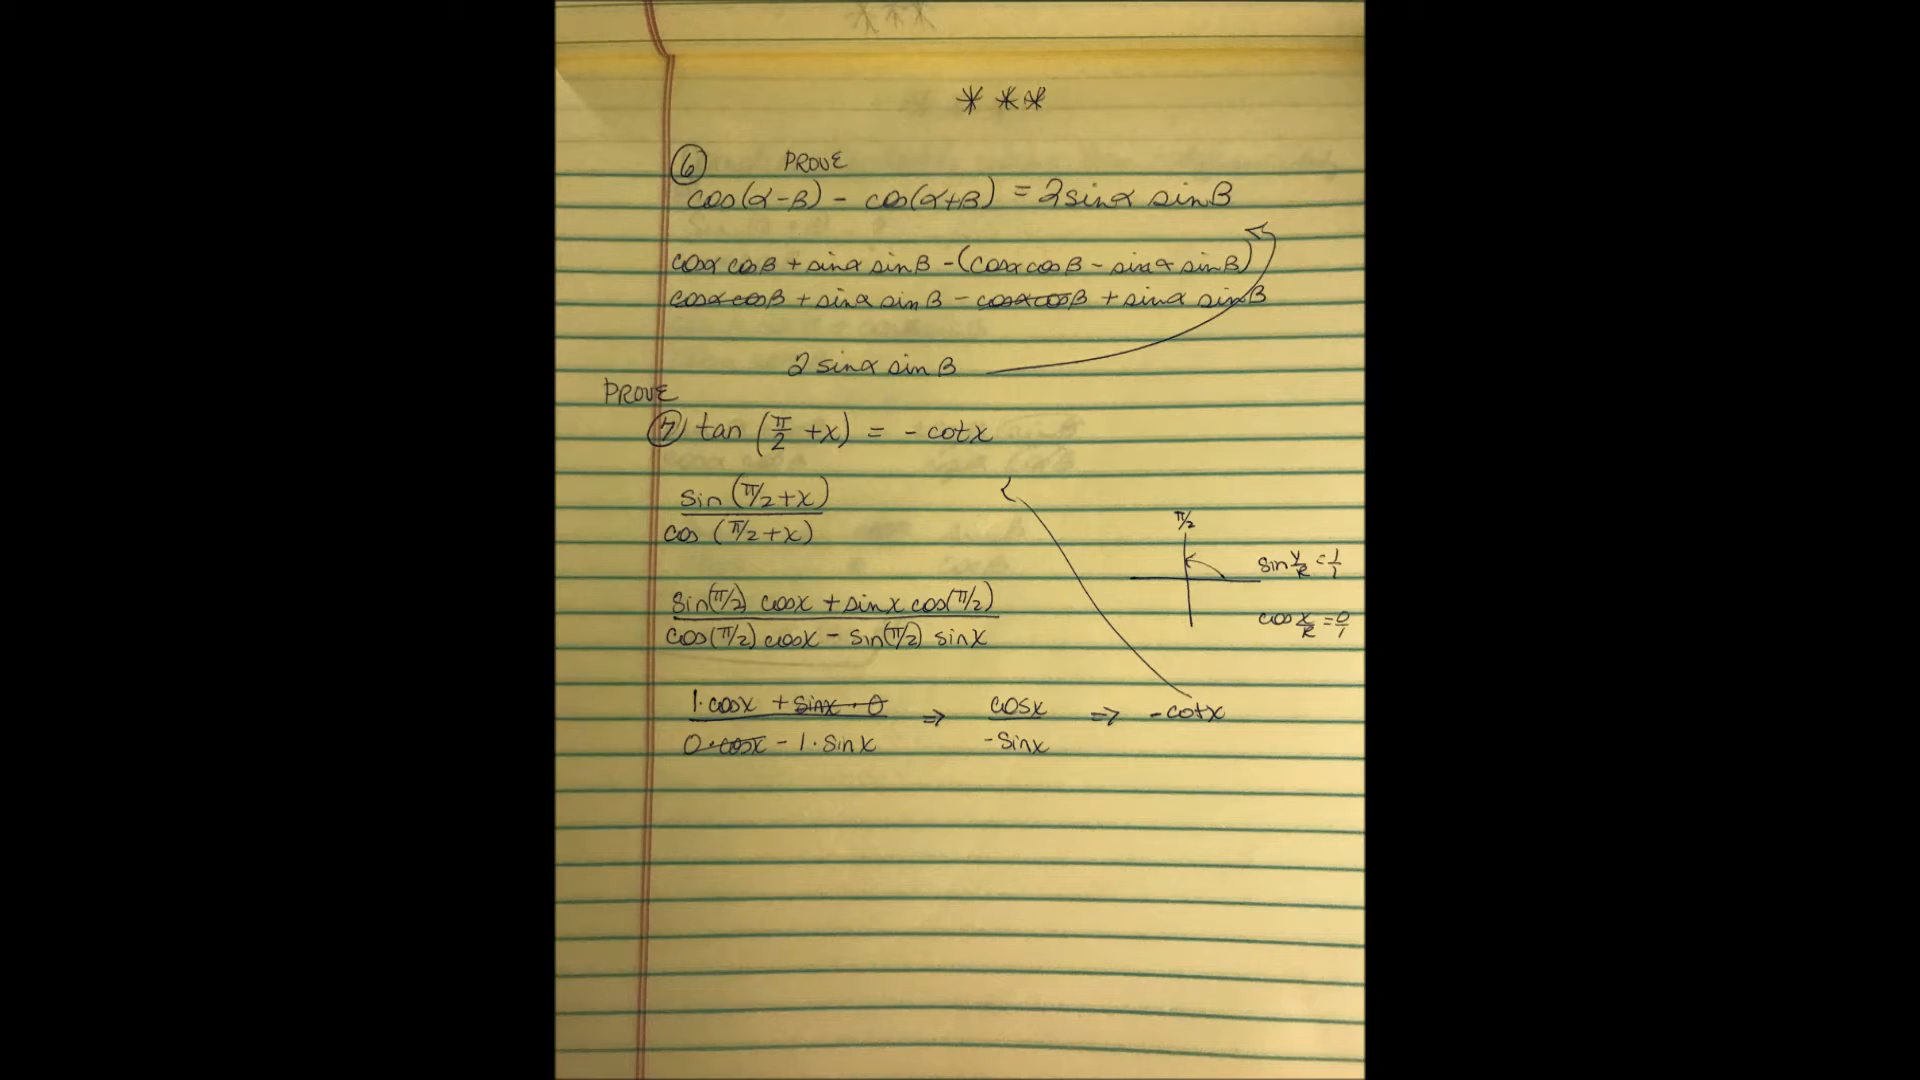 ***
⑥ PROVE
cos(α-β) - cos(α+β) = 2sinα sinβ
cosα cosβ + sinα sinβ -(cosα cosβ - sinα sinβ)
cosα cosβ + sinα sinβ - cosα cosβ + sinα sinβ
2 sinα sinβ
PROVE
⑦ tan (π/2 +x) = - cotx
sin (π/2+x)
cos (π/2+x)
π/2
sin y/R = 1/1
cos x/R = 0/1
sin(π/2) cosx + sinx cos(π/2)
cos(π/2) cosx - sin(π/2) sinx
1·cosx + sinx·0 ⇒ cosx ⇒ -cotx
0·cosx - 1·sinx -sinx